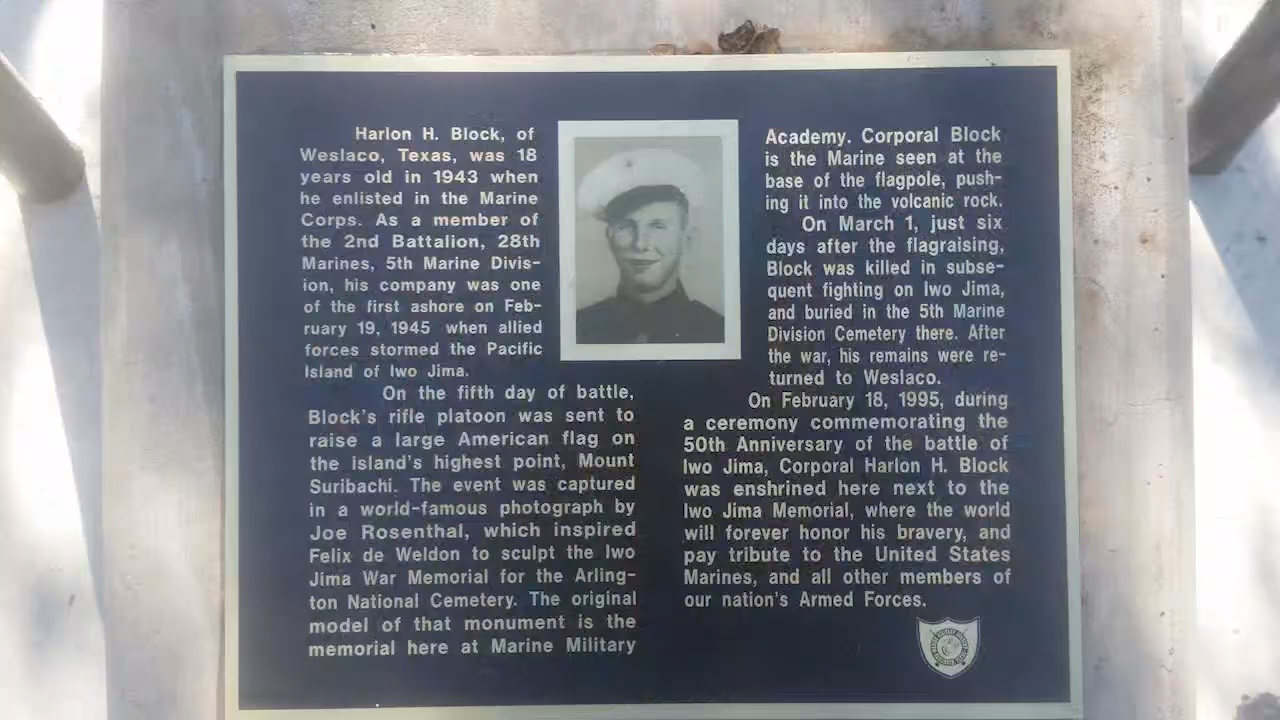 Harlon H. Block, of
Weslaco, Texas, was 18
years old in 1943 when
he enlisted in the Marine
Corps. As a member of
the 2nd Battalion, 28th
Marines, 5th Marine Divis-
ion, his company was one
of the first ashore on Feb-
ruary 19, 1945 when allied
forces stormed the Pacific
Island of Iwo Jima.
On the fifth day of battle,
Block's rifle platoon was sent to
raise a large American flag on
the island's highest point, Mount
Suribachi. The event was captured
in a world-famous photograph by
Joe Rosenthal, which inspired
Felix de Weldon to sculpt the Iwo
Jima War Memorial for the Arling-
ton National Cemetery. The original
model of that monument is the
memorial here at Marine Military
Academy. Corporal Block
is the Marine seen at the
base of the flagpole, push-
ing it into the volcanic rock.
On March 1, just six
days after the flagraising,
Block was killed in subse-
quent fighting on Iwo Jima,
and buried in the 5th Marine
Division Cemetery there. After
the war, his remains were re-
turned to Weslaco.
On February 18, 1995, during
a ceremony commemorating the
50th Anniversary of the battle of
Iwo Jima, Corporal Harlon H. Block
was enshrined here next to the
Iwo Jima Memorial, where the world
will forever honor his bravery, and
pay tribute to the United States
Marines, and all other members of
our nation's Armed Forces.